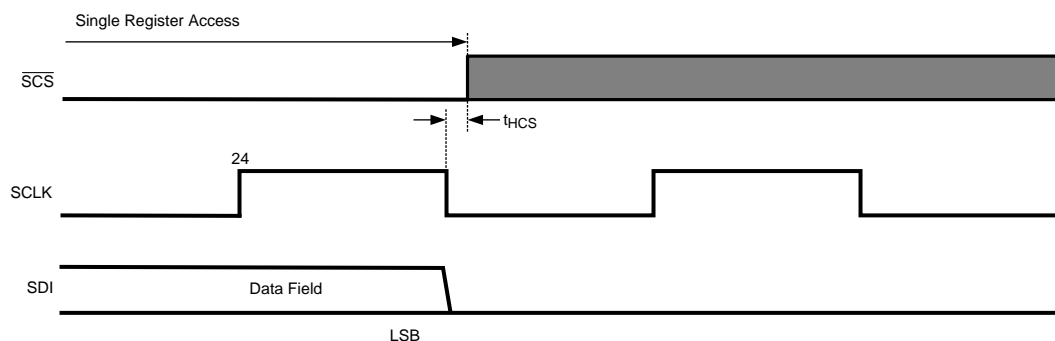 Single Register Access
SCS
tHCS
24
SCLK
SDI
Data Field
LSB